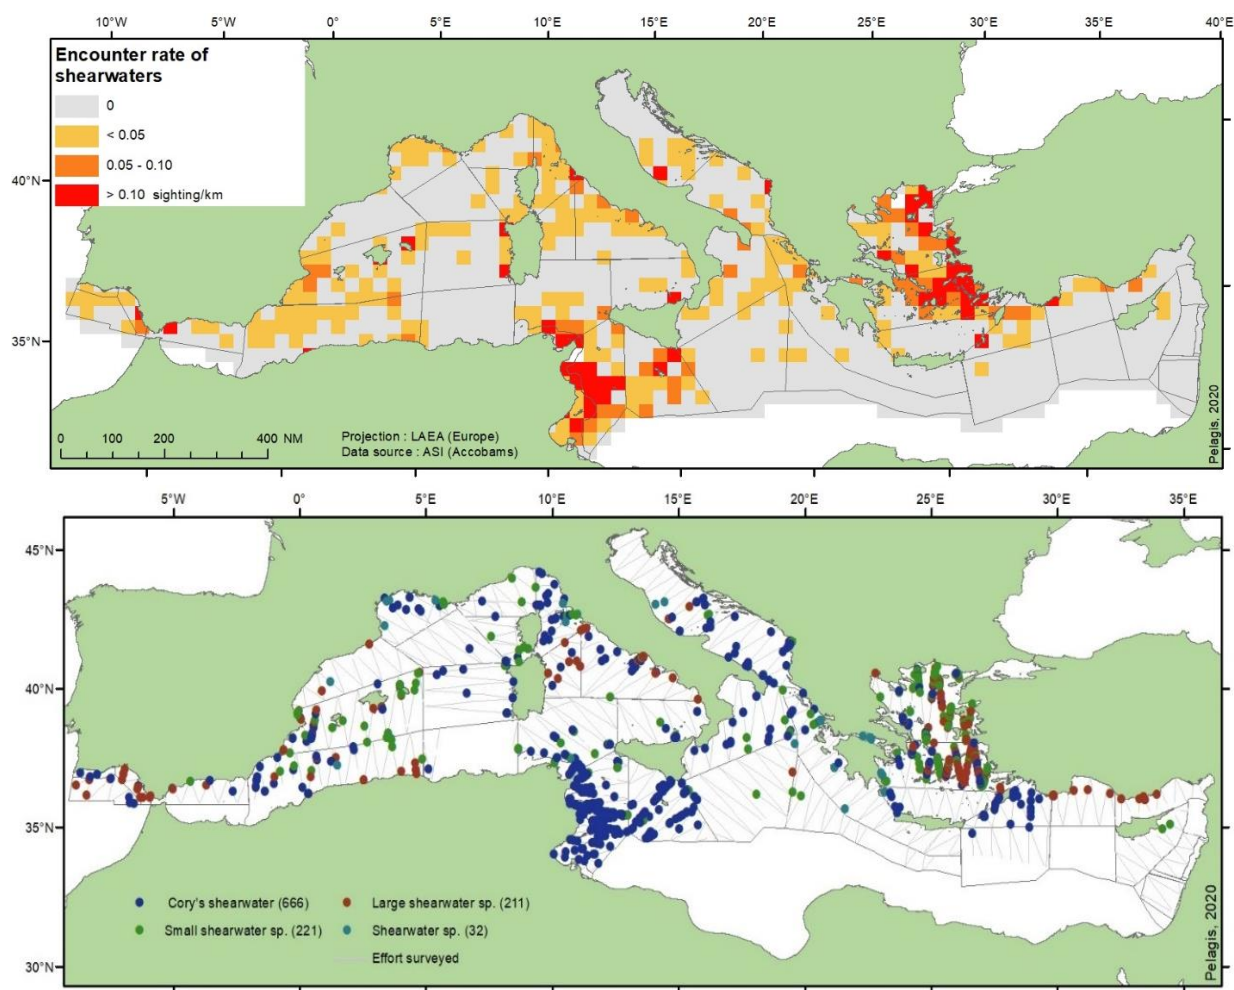 10°W 5°W 0° 5°E 10°E 15°E 20°E 25°E 30°E 35°E 40°E
Encounter rate of
shearwaters
0
< 0.05
0.05 - 0.10
> 0.10 sighting/km
40°N
35°N
0 100 200 400 NM
Projection : LAEA (Europe)
Data source : ASI (Accobams)
Pelagis, 2020
5°W 0° 5°E 10°E 15°E 20°E 25°E 30°E 35°E
45°N
40°N
35°N
30°N
Cory's shearwater (666)
Large shearwater sp. (211)
Small shearwater sp. (221)
Shearwater sp. (32)
Effort surveyed
Pelagis, 2020